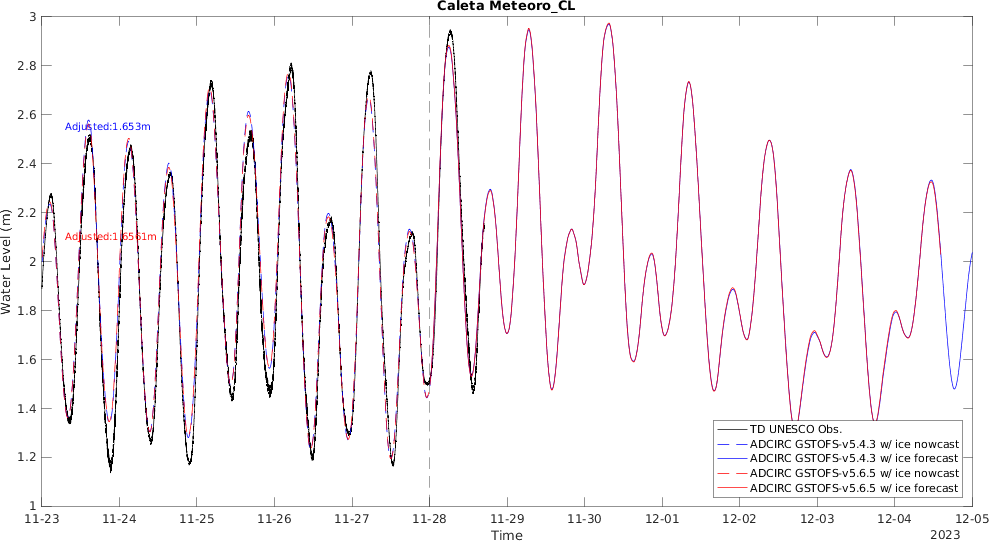 Caleta Meteoro_CL
3
2.8
2.6
2.4
2.2
2
1.8
1.6
1.4
1.2
1
Water Level (m)
Adjusted:1.653m
Adjusted:1.6561m
TD UNESCO Obs.
ADCIRC GSTOFS-v5.4.3 w/ ice nowcast
ADCIRC GSTOFS-v5.4.3 w/ ice forecast
ADCIRC GSTOFS-v5.6.5 w/ ice nowcast
ADCIRC GSTOFS-v5.6.5 w/ ice forecast
11-23 11-24 11-25 11-26 11-27 11-28 11-29 11-30 12-01 12-02 12-03 12-04 12-05
Time
2023